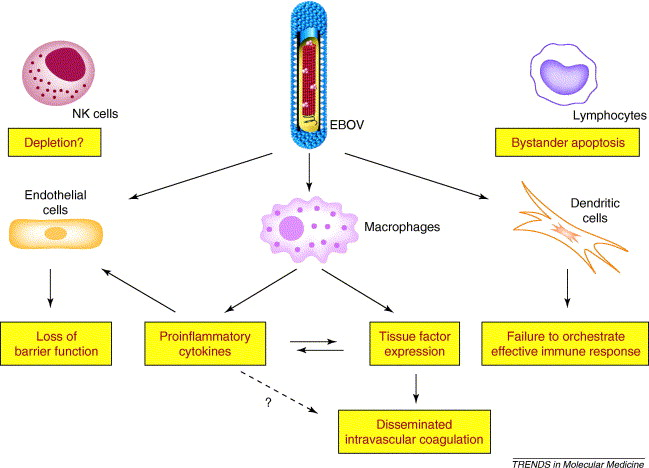 NK cells
Depletion?
EBOV
Lymphocytes
Bystander apoptosis
Endothelial
cells
Macrophages
Dendritic
cells
Loss of
barrier function
Proinflammatory
cytokines
Tissue factor
expression
Failure to orchestrate
effective immune response
?
Disseminated
intravascular coagulation
TRENDS in Molecular Medicine